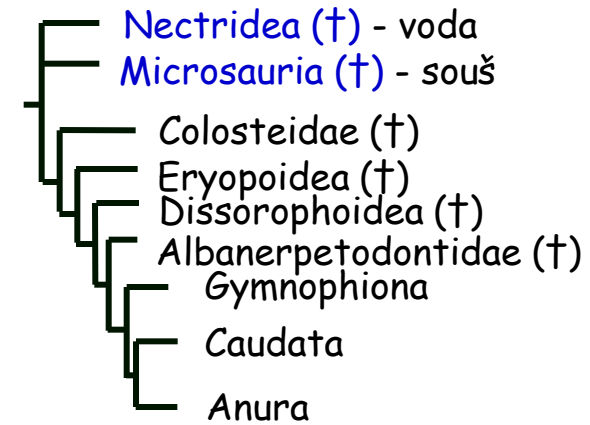 Nectridea (†) - voda
Microsauria (†) - souš
Colosteidae (†)
Eryopoidea (†)
Dissorophoidea (†)
Albanerpetodontidae (†)
Gymnophiona
Caudata
Anura